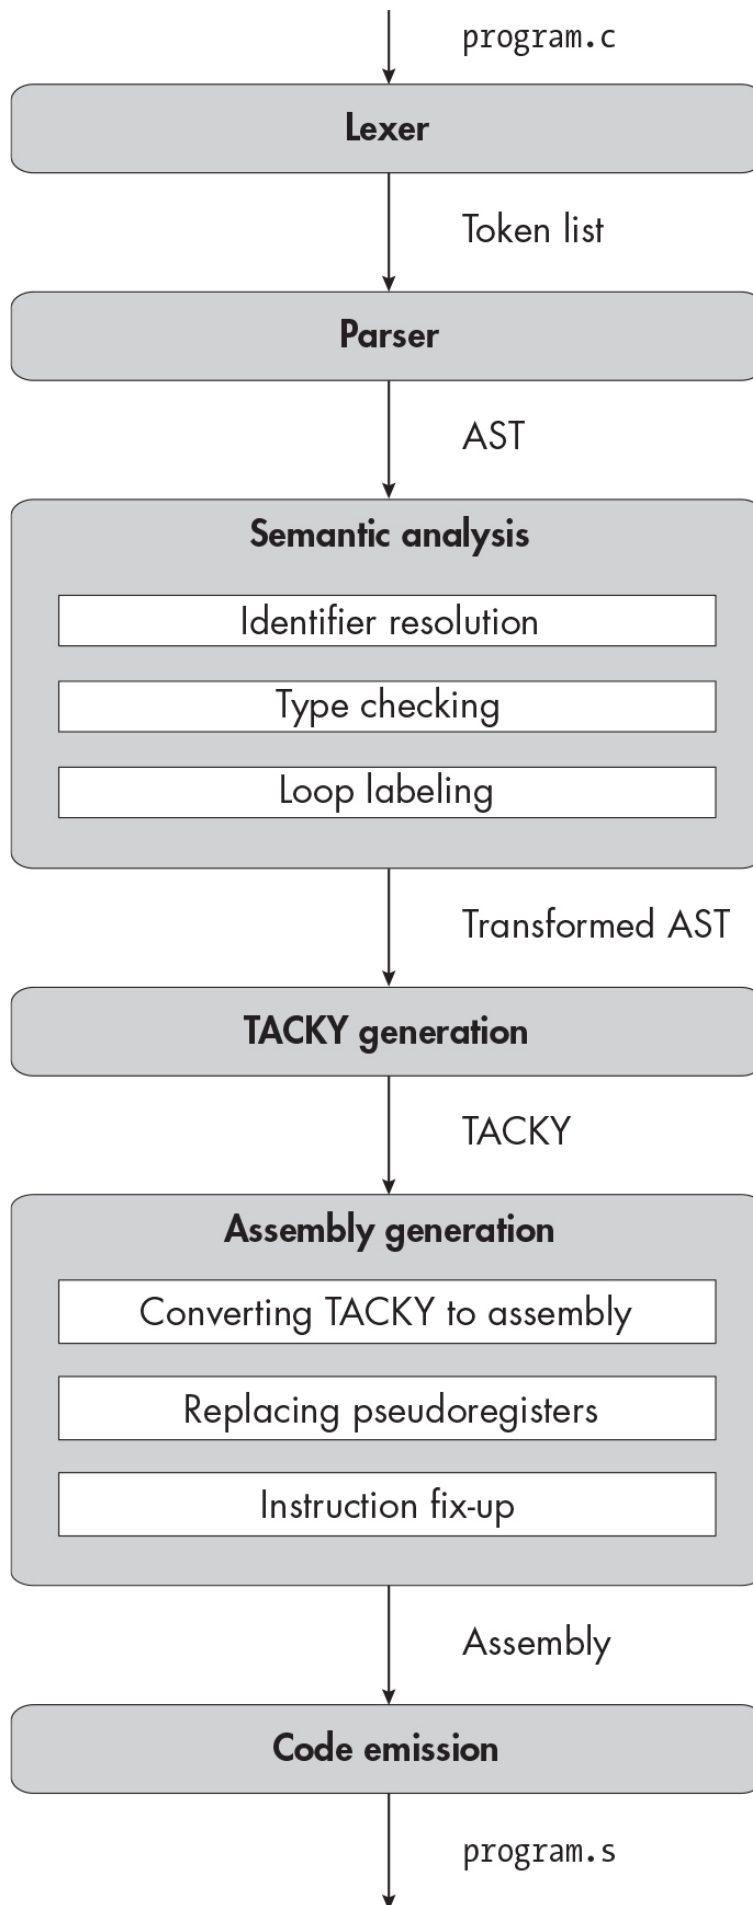 program.c
Lexer
Token list
Parser
AST
Semantic analysis
Identifier resolution
Type checking
Loop labeling
Transformed AST
TACKY generation
TACKY
Assembly generation
Converting TACKY to assembly
Replacing pseudoregisters
Instruction fix-up
Assembly
Code emission
program.s